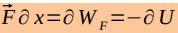 F⃗ ∂ x = ∂ W_F = − ∂ U